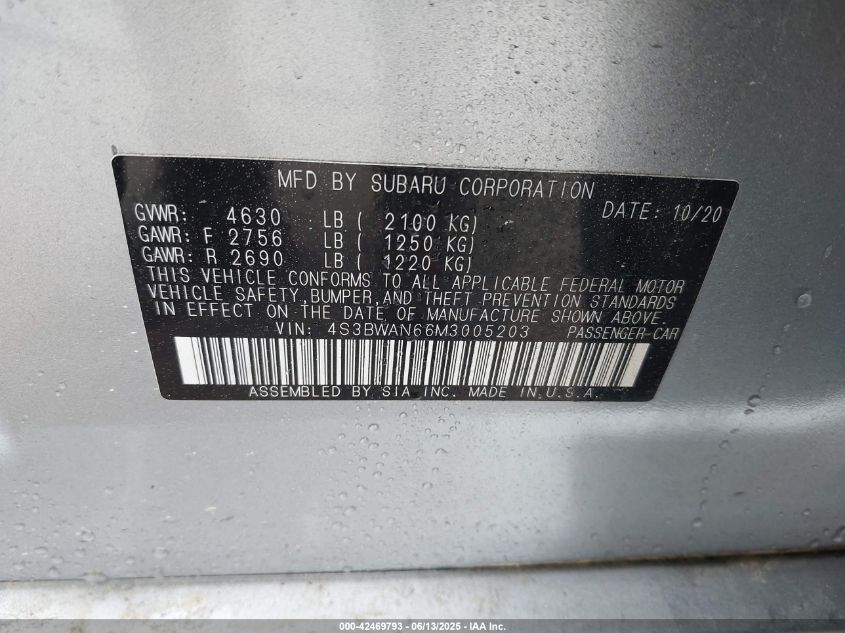 MFD BY SUBARU CORPORATION
DATE: 10/20
GVWR: 4630 LB ( 2100 KG)
GAWR: F 2756 LB ( 1250 KG)
GAWR: R 2690 LB ( 1220 KG)
THIS VEHICLE CONFORMS TO ALL APPLICABLE FEDERAL MOTOR
VEHICLE SAFETY, BUMPER, AND THEFT PREVENTION STANDARDS
IN EFFECT ON THE DATE OF MANUFACTURE SHOWN ABOVE.
VIN: 4S3BWAN66M3005203 PASSENGER-CAR
ASSEMBLED BY SIA INC. MADE IN U.S.A.
000-42469793 - 06/13/2025 - IAA Inc.